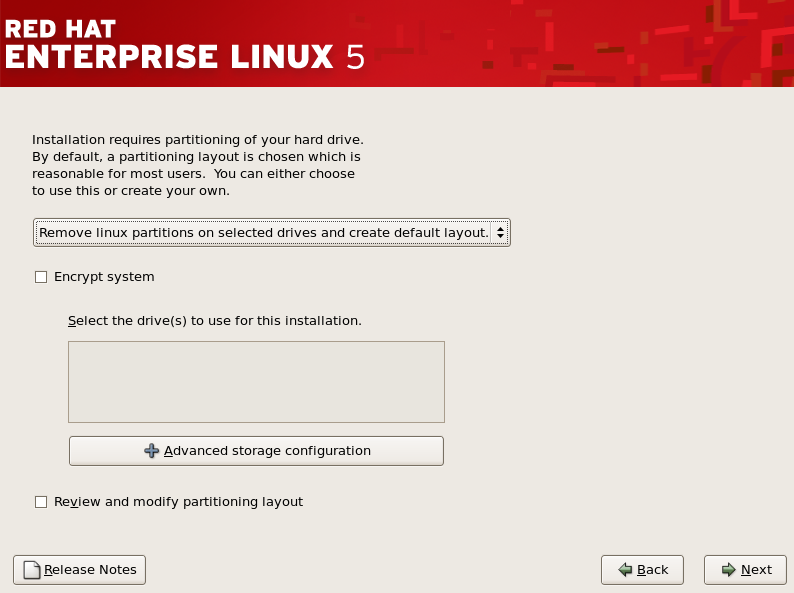 RED HAT
ENTERPRISE LINUX 5
Installation requires partitioning of your hard drive.
By default, a partitioning layout is chosen which is
reasonable for most users.  You can either choose
to use this or create your own.
Remove linux partitions on selected drives and create default layout.
Encrypt system
Select the drive(s) to use for this installation.
Advanced storage configuration
Review and modify partitioning layout
Release Notes
Back
Next